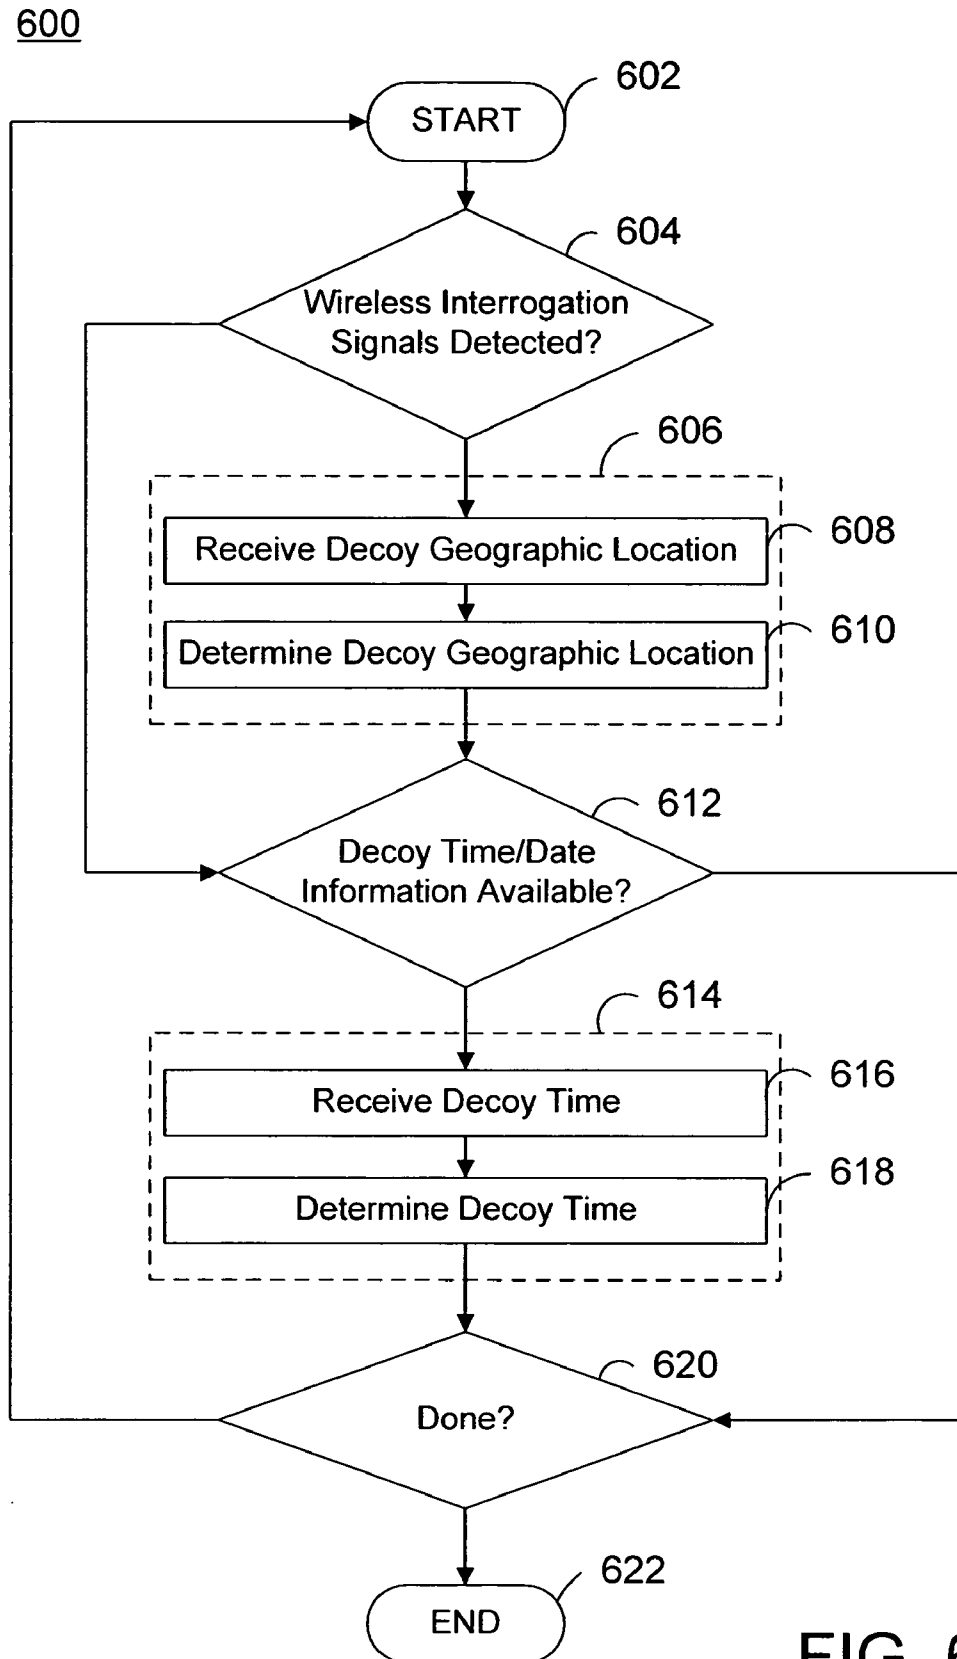 600
START
602
604
Wireless Interrogation
Signals Detected?
606
Receive Decoy Geographic Location
608
Determine Decoy Geographic Location
610
612
Decoy Time/Date
Information Available?
614
Receive Decoy Time
616
Determine Decoy Time
618
620
Done?
END
622
FIG. 6